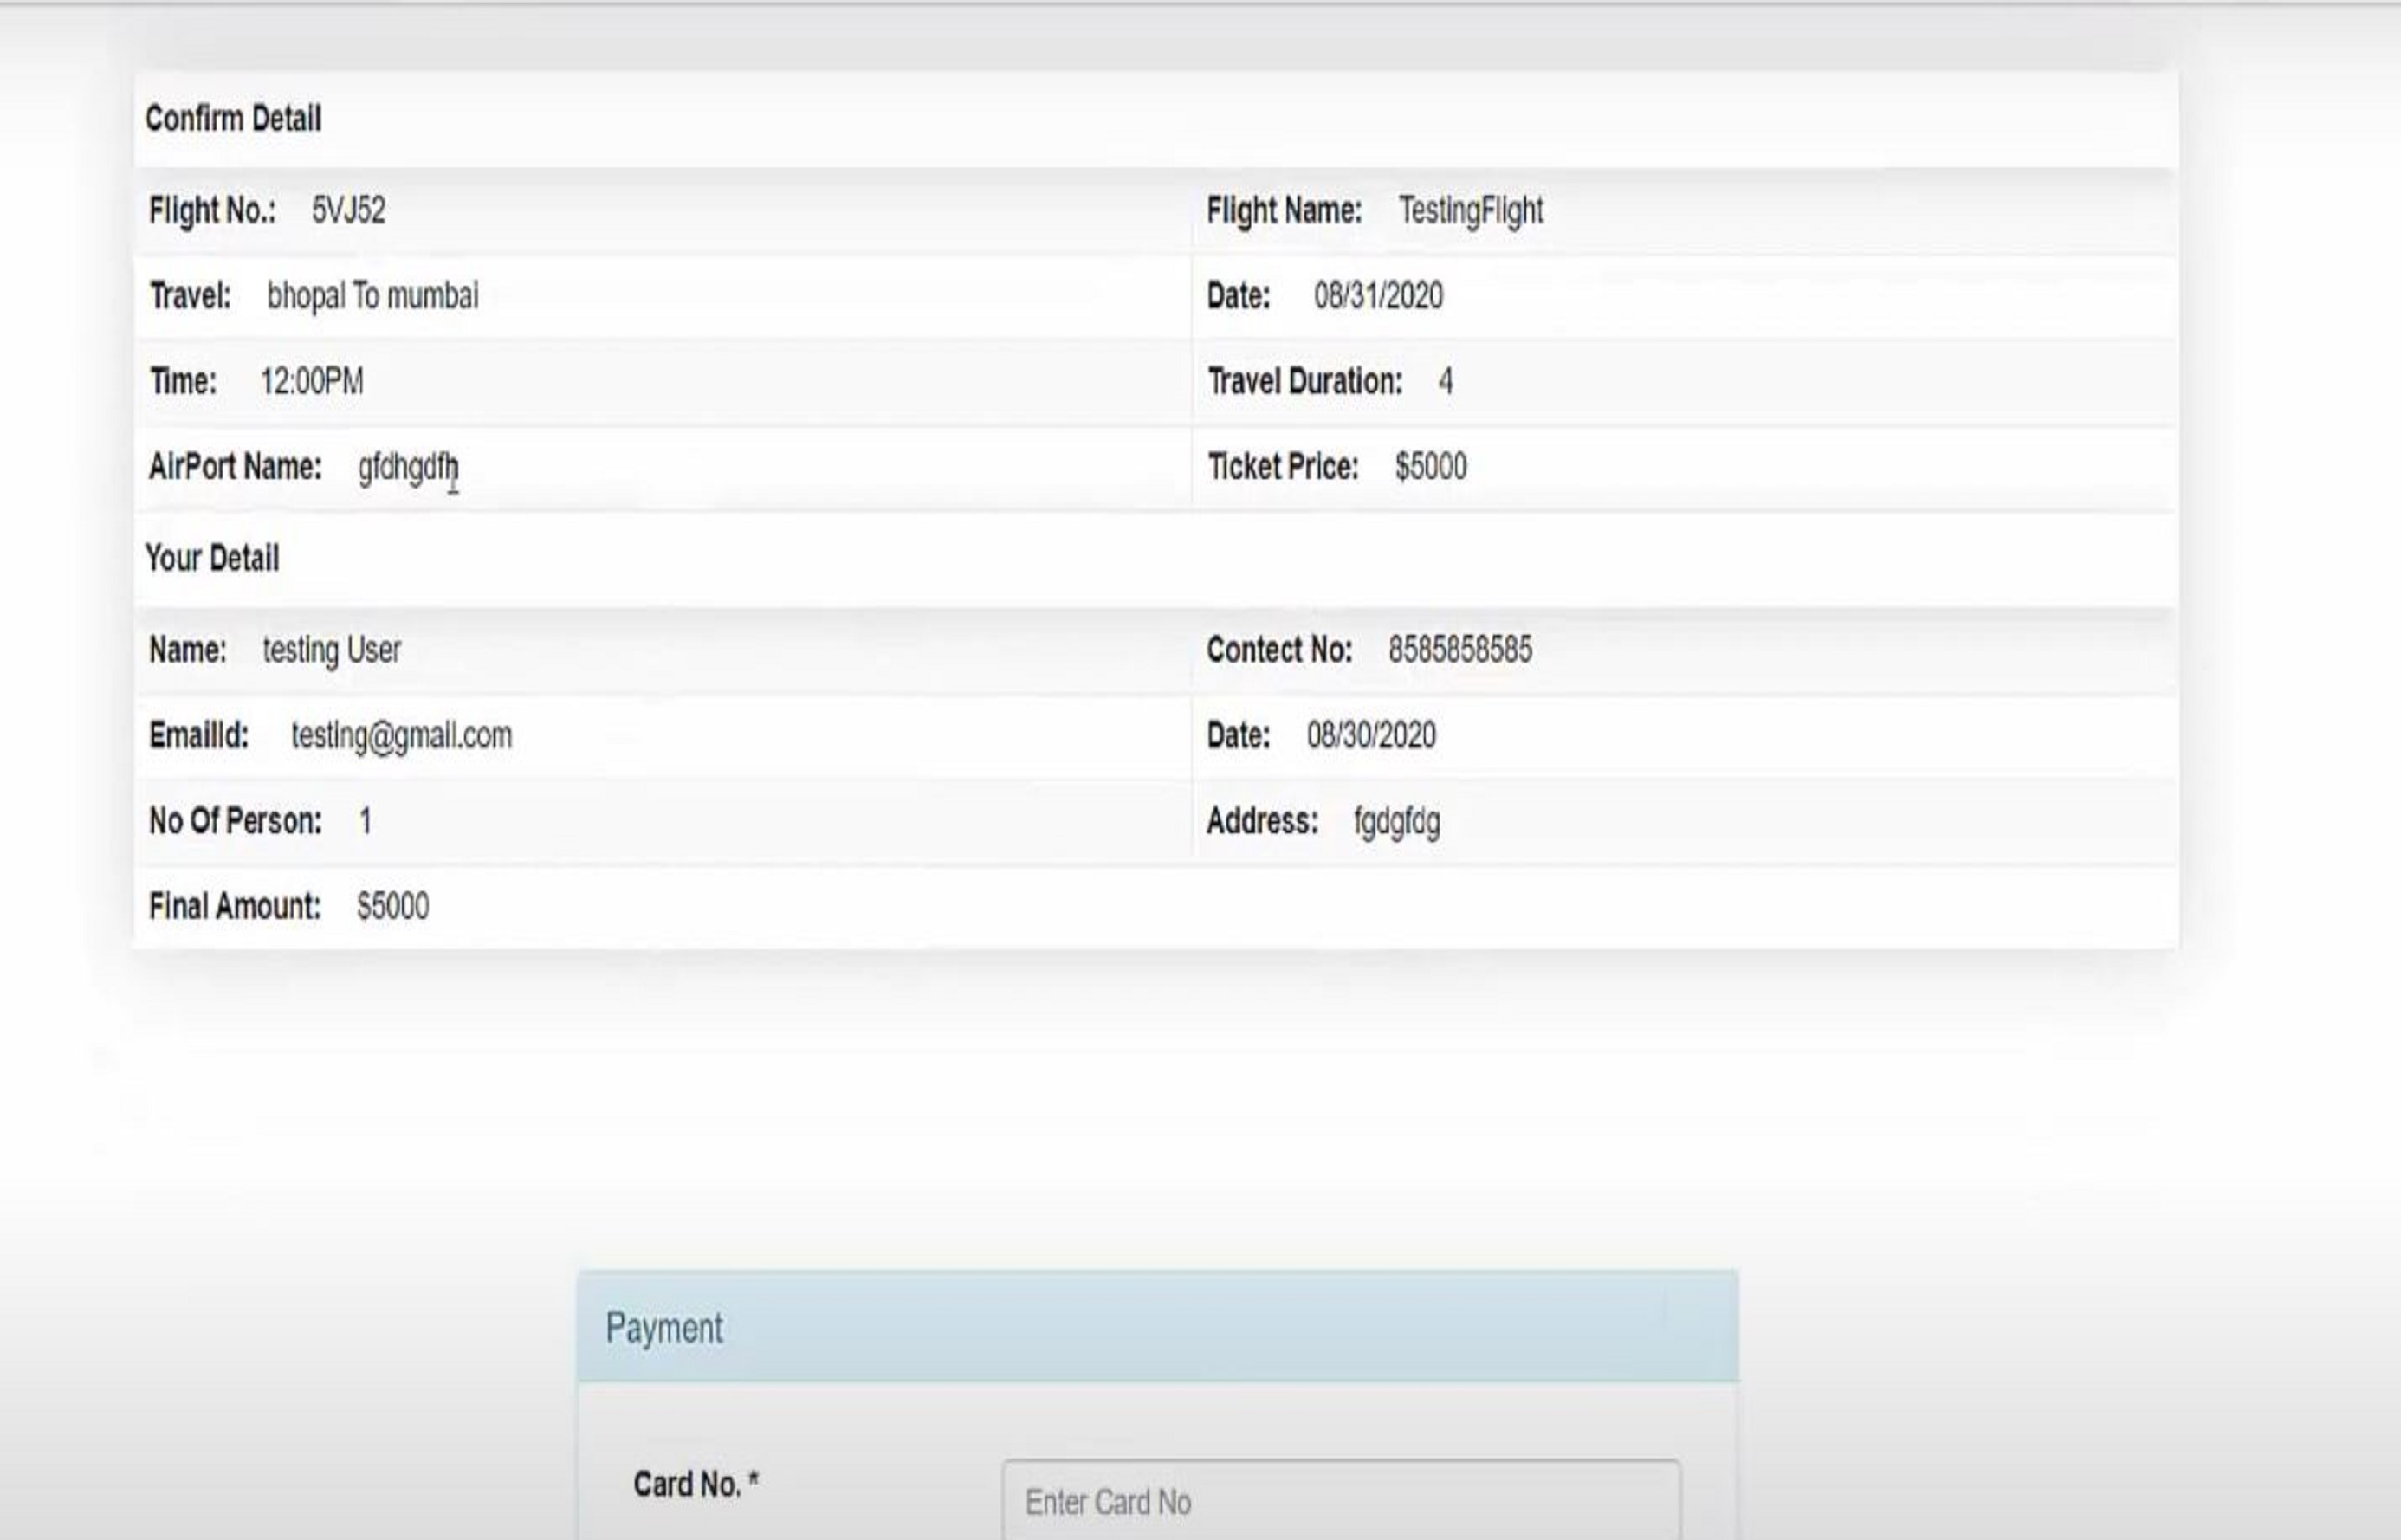 Confirm Detail
Flight No.: 5VJ52 Flight Name: TestingFlight
Travel: bhopal To mumbai Date: 08/31/2020
Time: 12:00PM Travel Duration: 4
AirPort Name: gfdhgdfh Ticket Price: $5000
Your Detail
Name: testing User Contect No: 8585858585
EmailId: testing@gmail.com Date: 08/30/2020
No Of Person: 1 Address: fgdgfdg
Final Amount: $5000
Payment
Card No. * Enter Card No